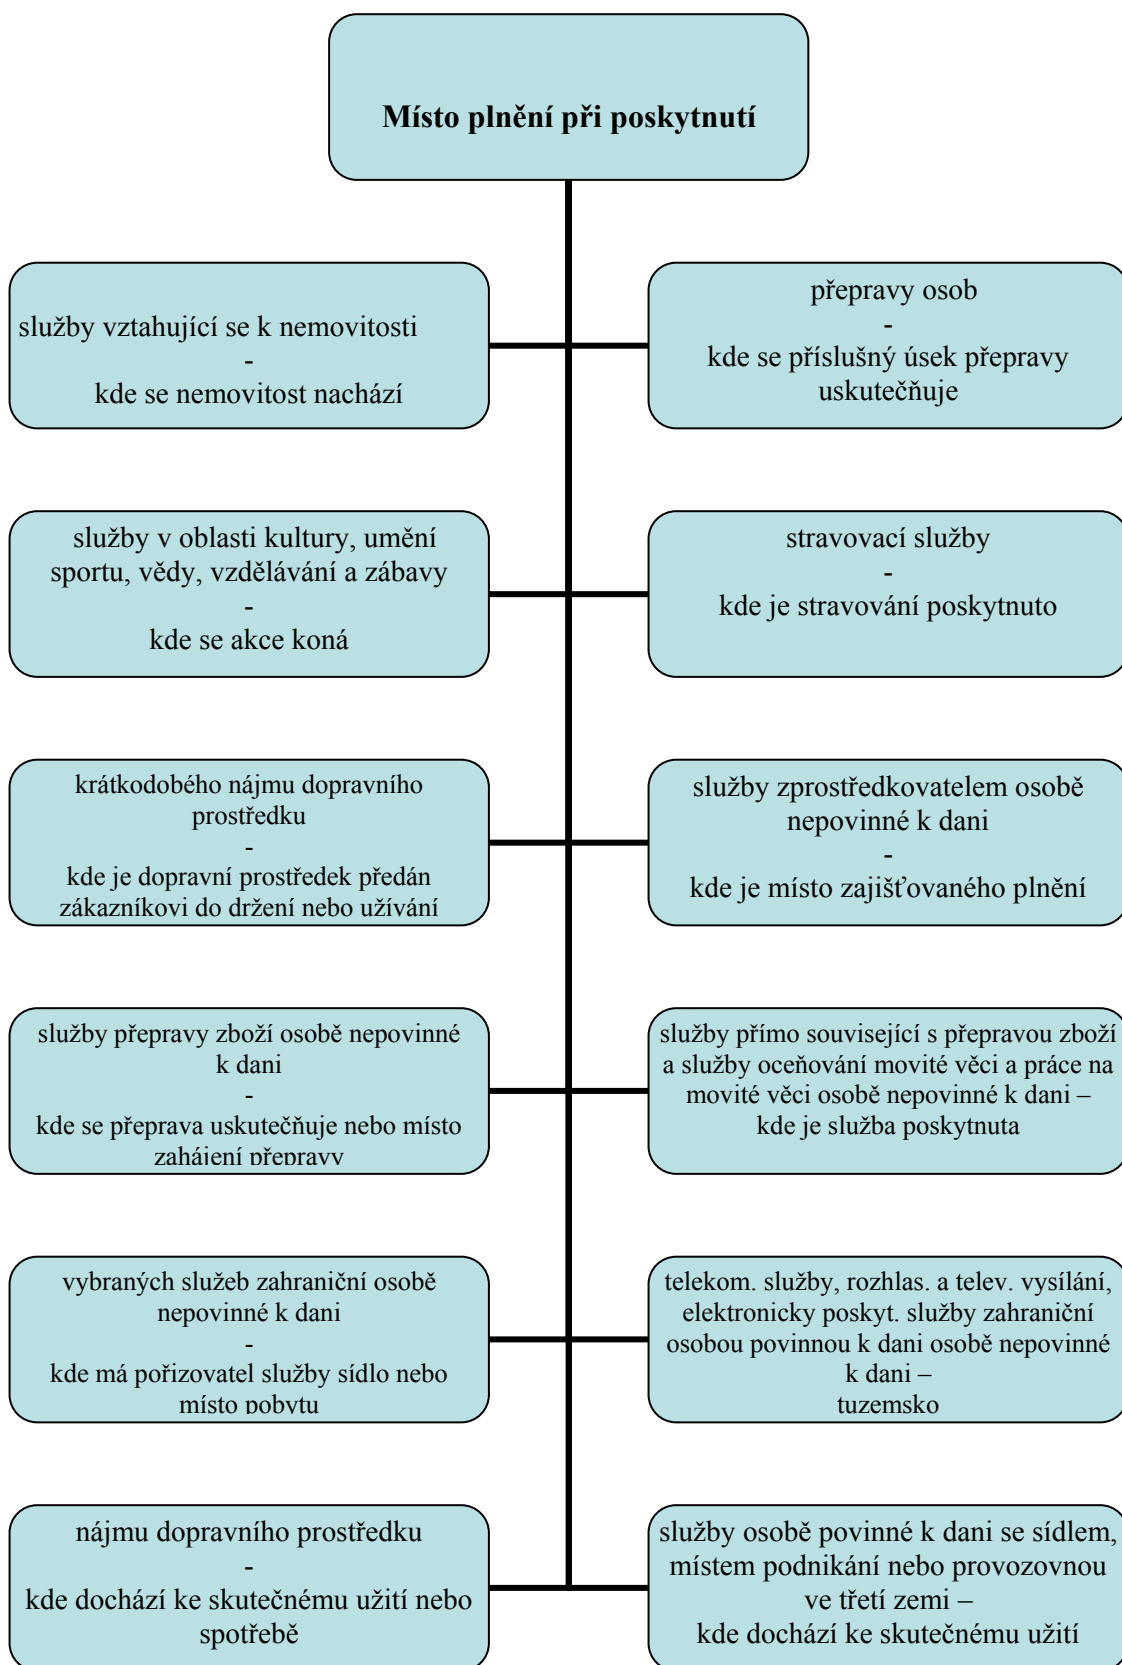 Místo plnění při poskytnutí
služby vztahující se k nemovitosti
-
kde se nemovitost nachází
přepravy osob
-
kde se příslušný úsek přepravy
uskutečňuje
služby v oblasti kultury, umění
sportu, vědy, vzdělávání a zábavy
-
kde se akce koná
stravovací služby
-
kde je stravování poskytnuto
krátkodobého nájmu dopravního
prostředku
-
kde je dopravní prostředek předán
zákazníkovi do držení nebo užívání
služby zprostředkovatelem osobě
nepovinné k dani
-
kde je místo zajišťovaného plnění
služby přepravy zboží osobě nepovinné
k dani
-
kde se přeprava uskutečňuje nebo místo
zahájení přepravy
služby přímo související s přepravou zboží
a služby oceňování movité věci a práce na
movité věci osobě nepovinné k dani –
kde je služba poskytnuta
vybraných služeb zahraniční osobě
nepovinné k dani
-
kde má pořizovatel služby sídlo nebo
místo pobytu
telekom. služby, rozhlas. a telev. vysílání,
elektronicky poskyt. služby zahraniční
osobou povinnou k dani osobě nepovinné
k dani –
tuzemsko
nájmu dopravního prostředku
-
kde dochází ke skutečnému užití nebo
spotřebě
služby osobě povinné k dani se sídlem,
místem podnikání nebo provozovnou
ve třetí zemi –
kde dochází ke skutečnému užití